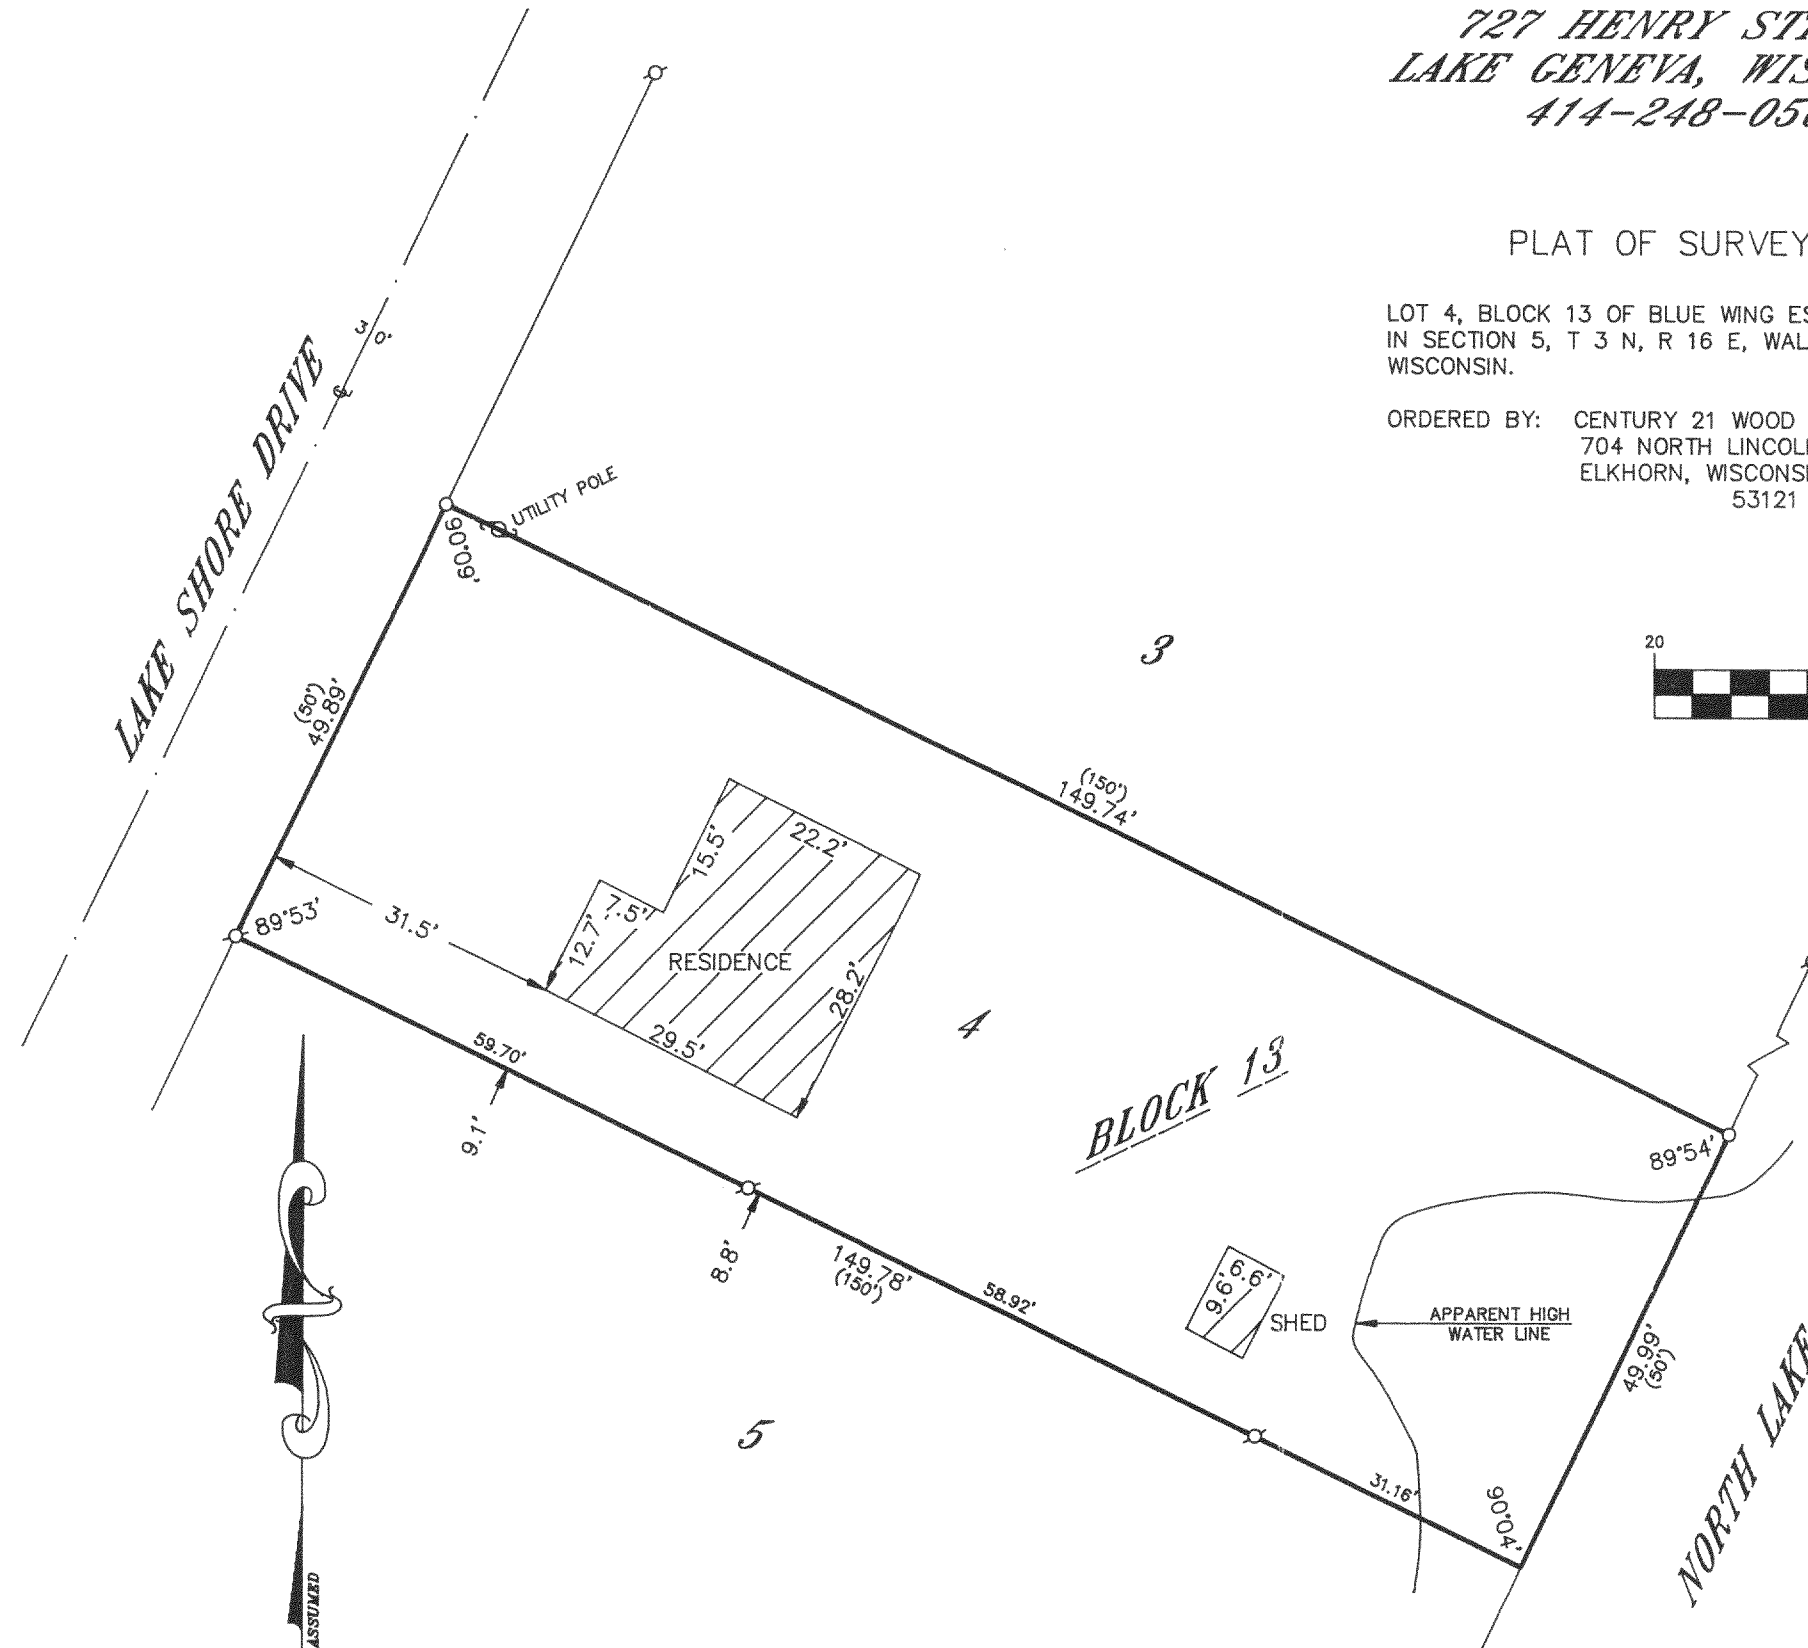 727 HENRY ST
LAKE GENEVA, WIS
414-248-05
PLAT OF SURVEY
LOT 4, BLOCK 13 OF BLUE WING ES
IN SECTION 5, T 3 N, R 16 E, WAL
WISCONSIN.
ORDERED BY: CENTURY 21 WOOD
704 NORTH LINCOL
ELKHORN, WISCONS
53121
20
LAKE SHORE DRIVE
3 0'
℄
UTILITY POLE
90°09'
(50')
49.89'
3
(150')
149.74'
15.5'
22.2'
7.5'
12.7'
RESIDENCE
28.2'
29.5'
31.5'
89°53'
59.70'
9.1'
8.8'
4
BLOCK 13
89°54'
149.78'
(150')
58.92'
6.6'
9.6'
SHED
APPARENT HIGH
WATER LINE
49.99'
(50')
31.16'
90°04'
5
NORTH LAKE
ASSUMED